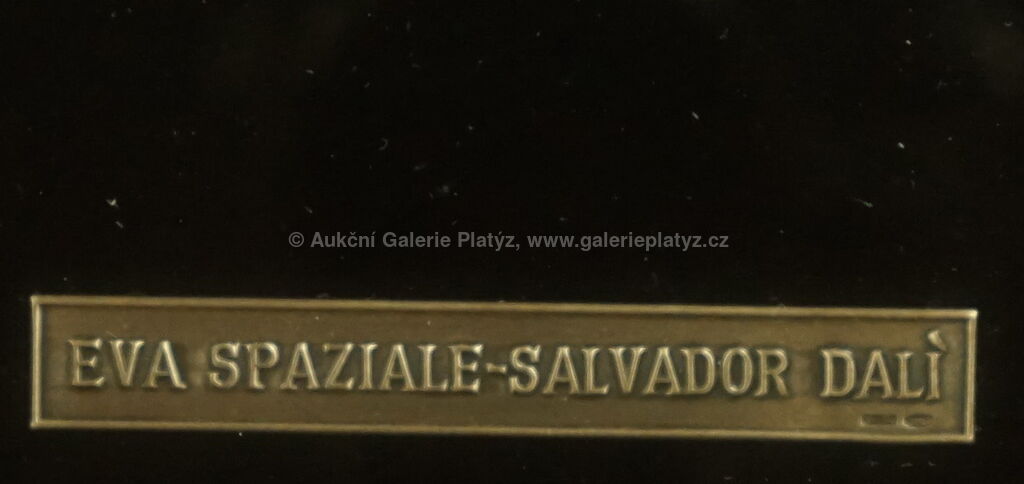 © Aukční Galerie Platýz, www.galerieplatyz.cz
EVA SPAZIALE-SALVADOR DALÌ